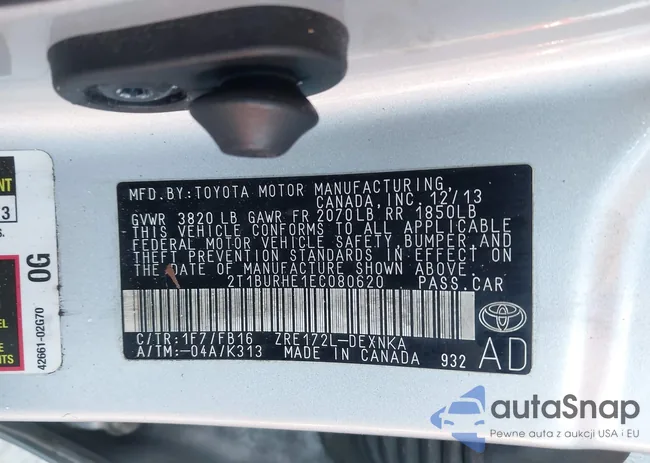 MFD. BY: TOYOTA MOTOR MANUFACTURING,
CANADA, INC. 12/13
GVWR 3820 LB GAWR FR 2070LB RR 1850LB
THIS VEHICLE CONFORMS TO ALL APPLICABLE
FEDERAL MOTOR VEHICLE SAFETY, BUMPER AND
THEFT PREVENTION STANDARDS IN EFFECT ON
THE DATE OF MANUFACTURE SHOWN ABOVE.
2T1BURHE1EC080620 PASS. CAR
C/TR: 1F7/FB16 ZRE172L-DEXNKA
A/TM: -04A/K313 MADE IN CANADA 932 AD
NT
3
0G
42661-02G70
autaSnap
Pewne auta z aukcji USA i EU